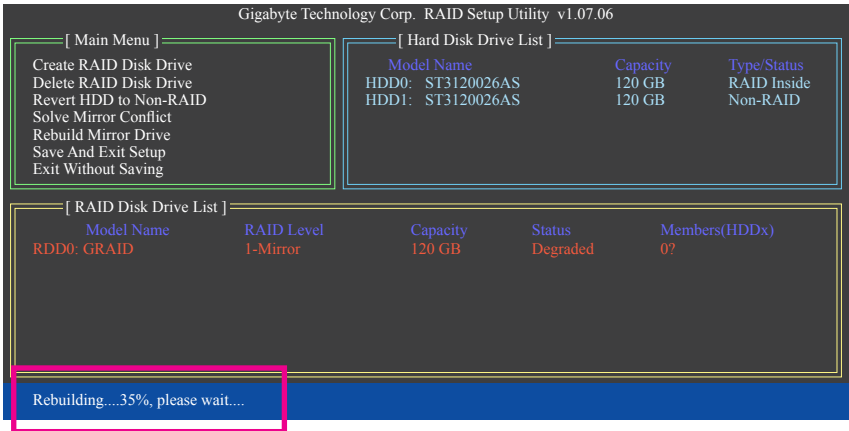 Gigabyte Technology Corp. RAID Setup Utility v1.07.06
[ Main Menu ]
Create RAID Disk Drive
Delete RAID Disk Drive
Revert HDD to Non-RAID
Solve Mirror Conflict
Rebuild Mirror Drive
Save And Exit Setup
Exit Without Saving
[ Hard Disk Drive List ]
Model Name Capacity Type/Status
HDD0: ST3120026AS 120 GB RAID Inside
HDD1: ST3120026AS 120 GB Non-RAID
[ RAID Disk Drive List ]
Model Name RAID Level Capacity Status Members(HDDx)
RDD0: GRAID 1-Mirror 120 GB Degraded 0?
Rebuilding....35%, please wait....